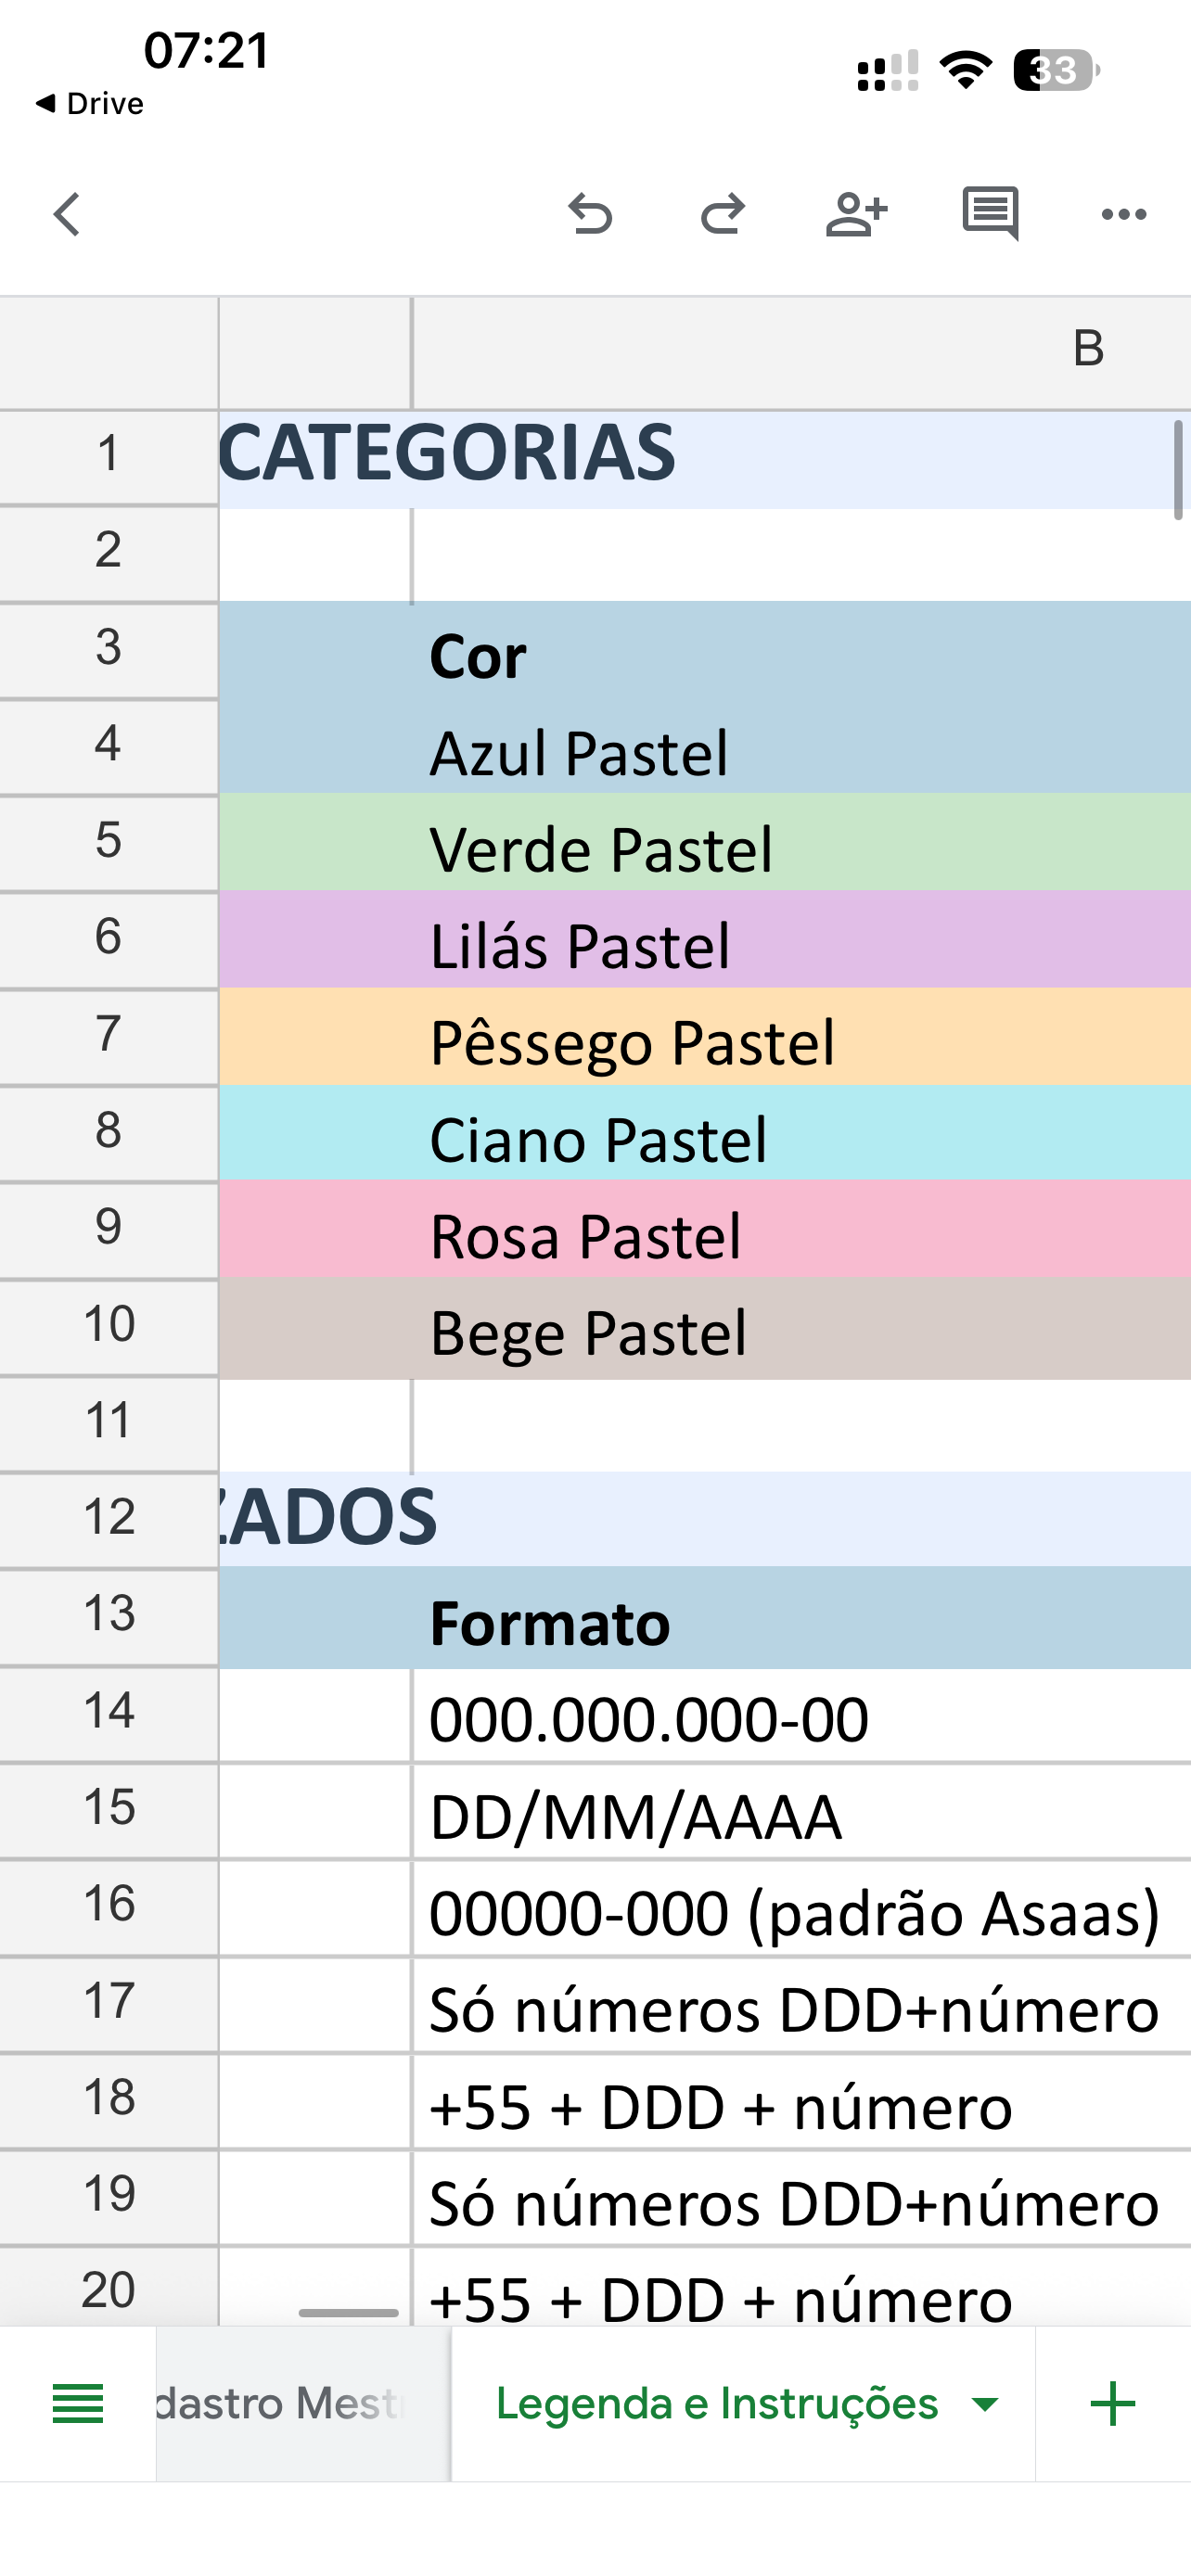 07:21
33
◀ Drive
B
1
CATEGORIAS
2
3
Cor
4
Azul Pastel
5
Verde Pastel
6
Lilás Pastel
7
Pêssego Pastel
8
Ciano Pastel
9
Rosa Pastel
10
Bege Pastel
11
12
ZADOS
13
Formato
14
000.000.000-00
15
DD/MM/AAAA
16
00000-000 (padrão Asaas)
17
Só números DDD+número
18
+55 + DDD + número
19
Só números DDD+número
20
+55 + DDD + número
dastro Mest
Legenda e Instruções